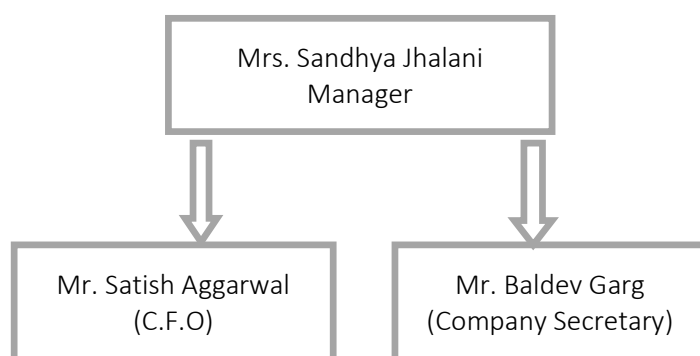 Mrs. Sandhya Jhalani
Manager
Mr. Satish Aggarwal
(C.F.O)
Mr. Baldev Garg
(Company Secretary)